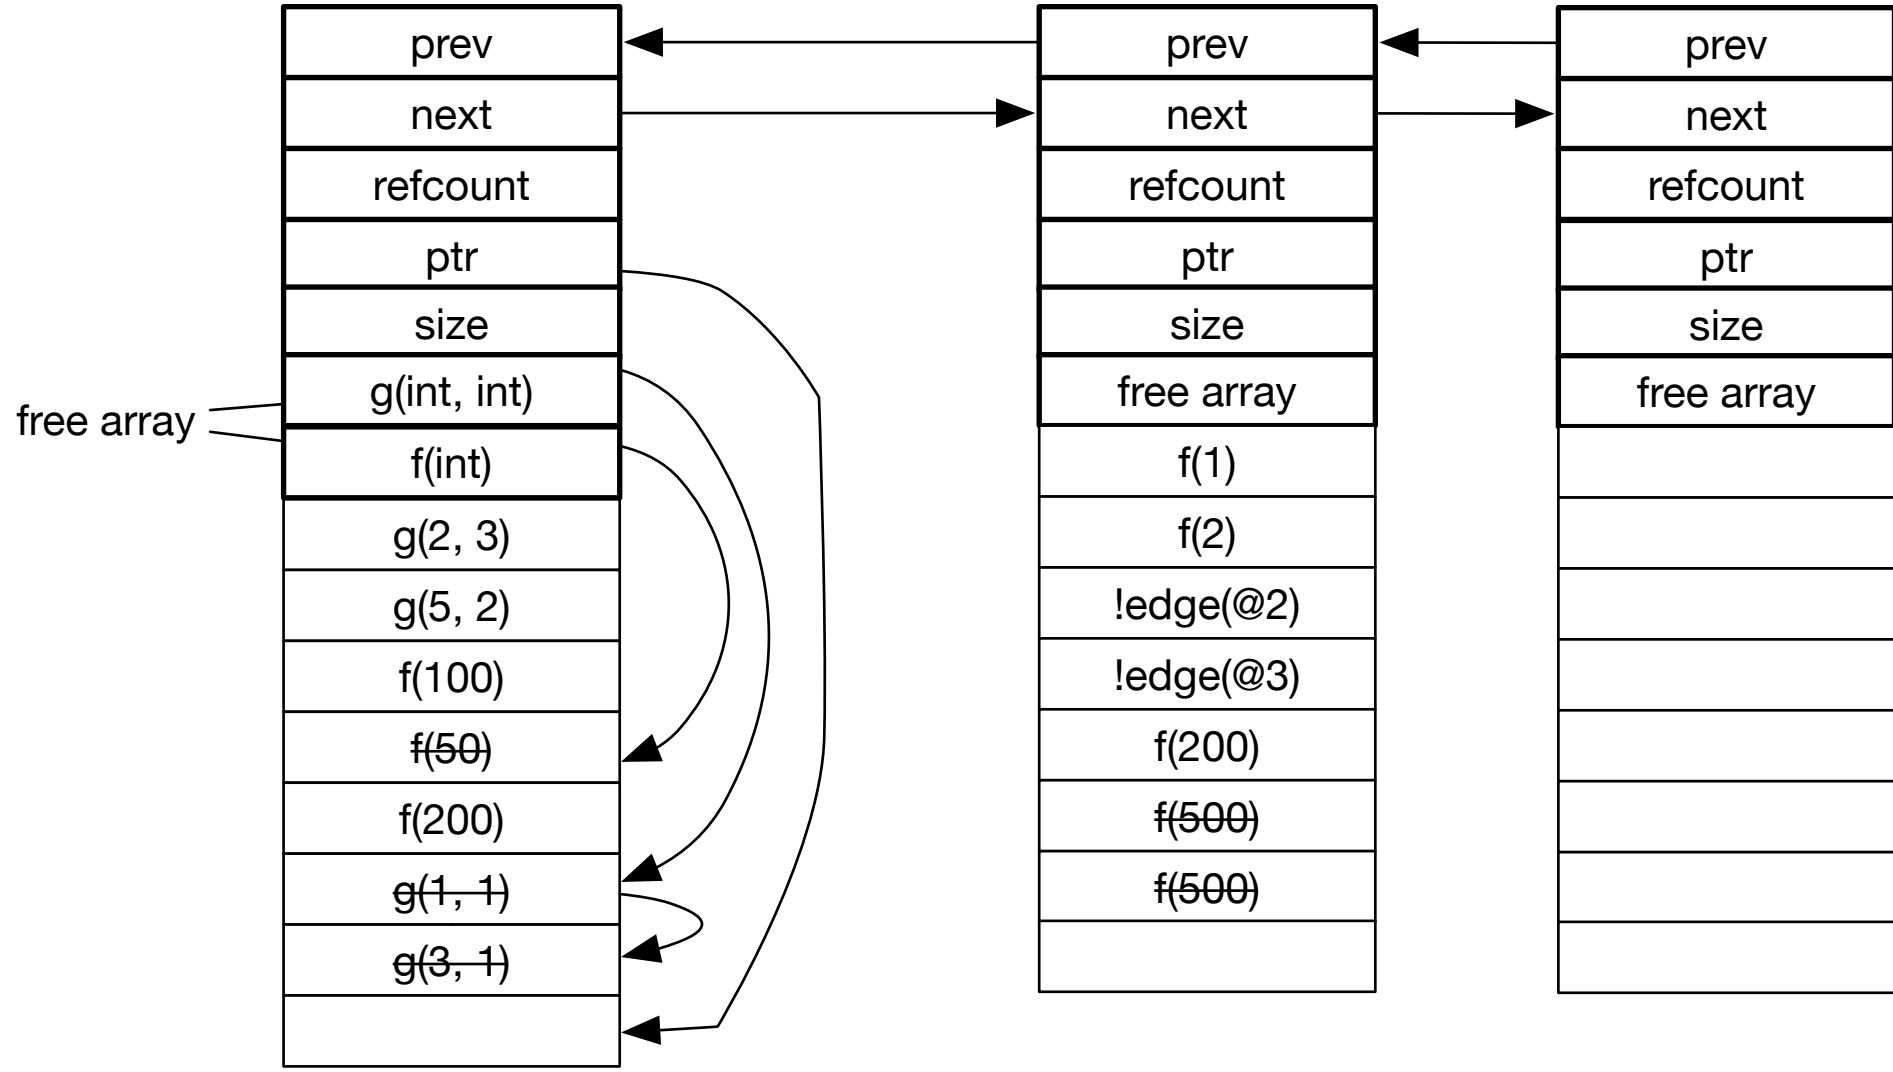 prev
next
refcount
ptr
size
free array
g(int, int)
f(int)
g(2, 3)
g(5, 2)
f(100)
f(50)
f(200)
g(1, 1)
g(3, 1)
prev
next
refcount
ptr
size
free array
f(1)
f(2)
!edge(@2)
!edge(@3)
f(200)
f(500)
f(500)
prev
next
refcount
ptr
size
free array